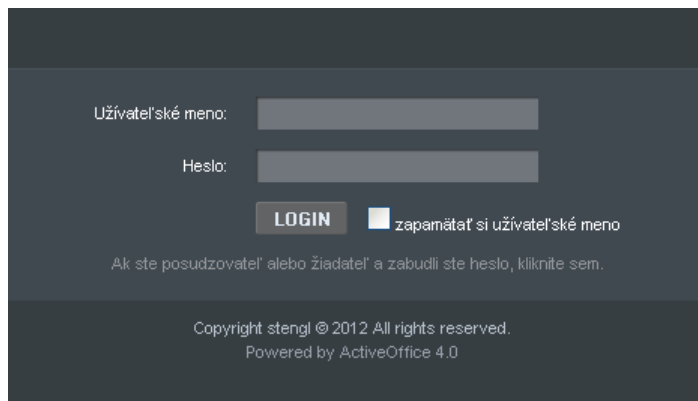 Užívateľské meno:
Heslo:
LOGIN zapamätať si užívateľské meno
Ak ste posudzovateľ alebo žiadateľ a zabudli ste heslo, kliknite sem.
Copyright stengl © 2012 All rights reserved.
Powered by ActiveOffice 4.0